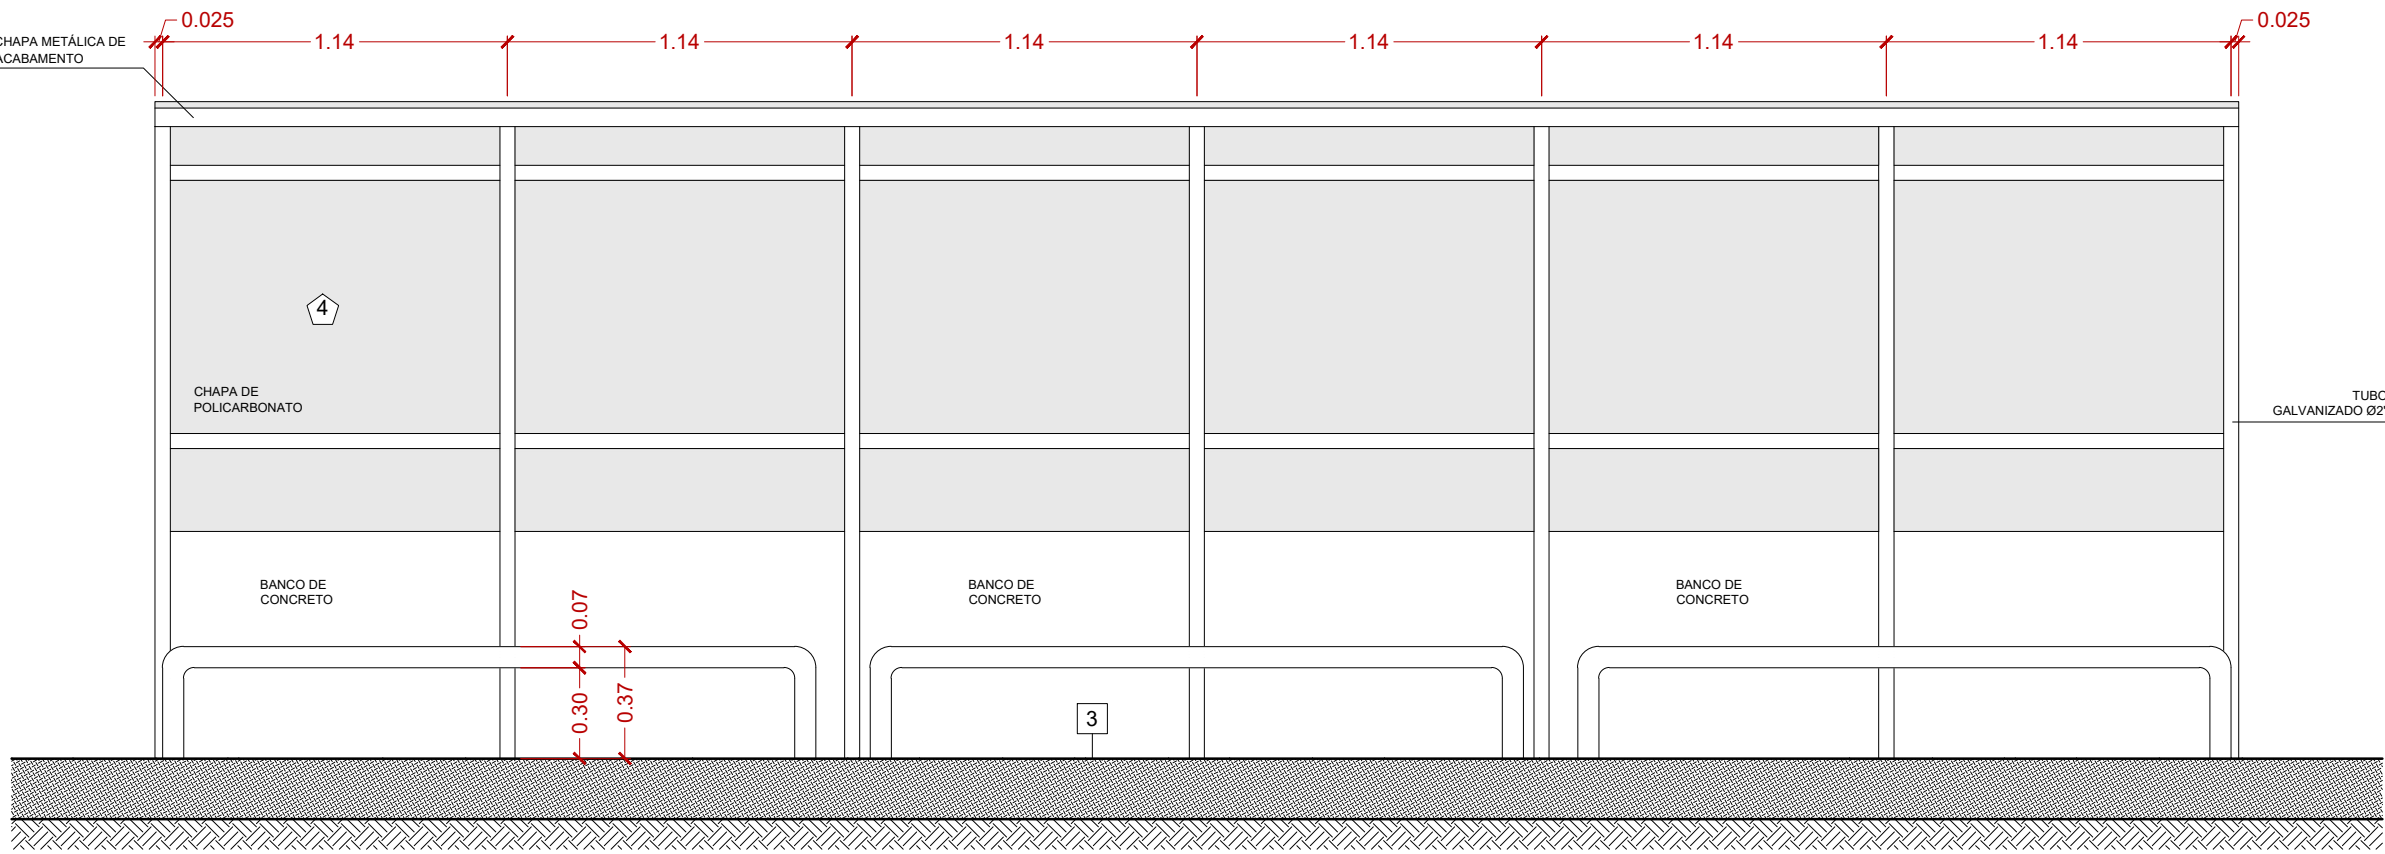 0.025
0.025
1.14
1.14
1.14
1.14
1.14
1.14
CHAPA METÁLICA DE
ACABAMENTO
4
CHAPA DE
POLICARBONATO
TUBO
GALVANIZADO Ø2"
BANCO DE
CONCRETO
BANCO DE
CONCRETO
BANCO DE
CONCRETO
0.07
0.30
0.37
3